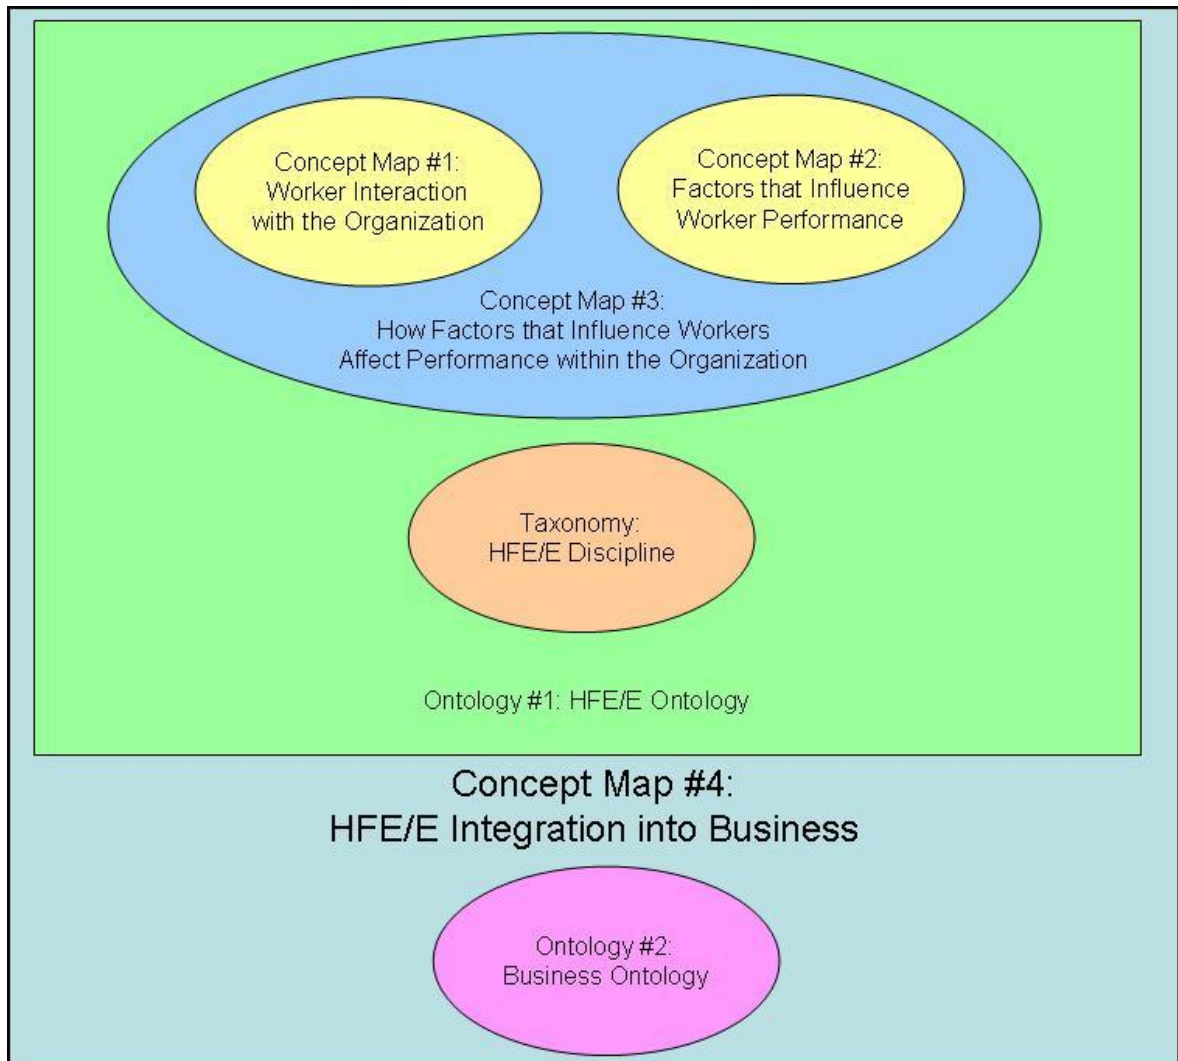 Concept Map #1:
Worker Interaction
with the Organization
Concept Map #2:
Factors that Influence
Worker Performance
Concept Map #3:
How Factors that Influence Workers
Affect Performance within the Organization
Taxonomy:
HFE/E Discipline
Ontology #1: HFE/E Ontology
Concept Map #4:
HFE/E Integration into Business
Ontology #2:
Business Ontology